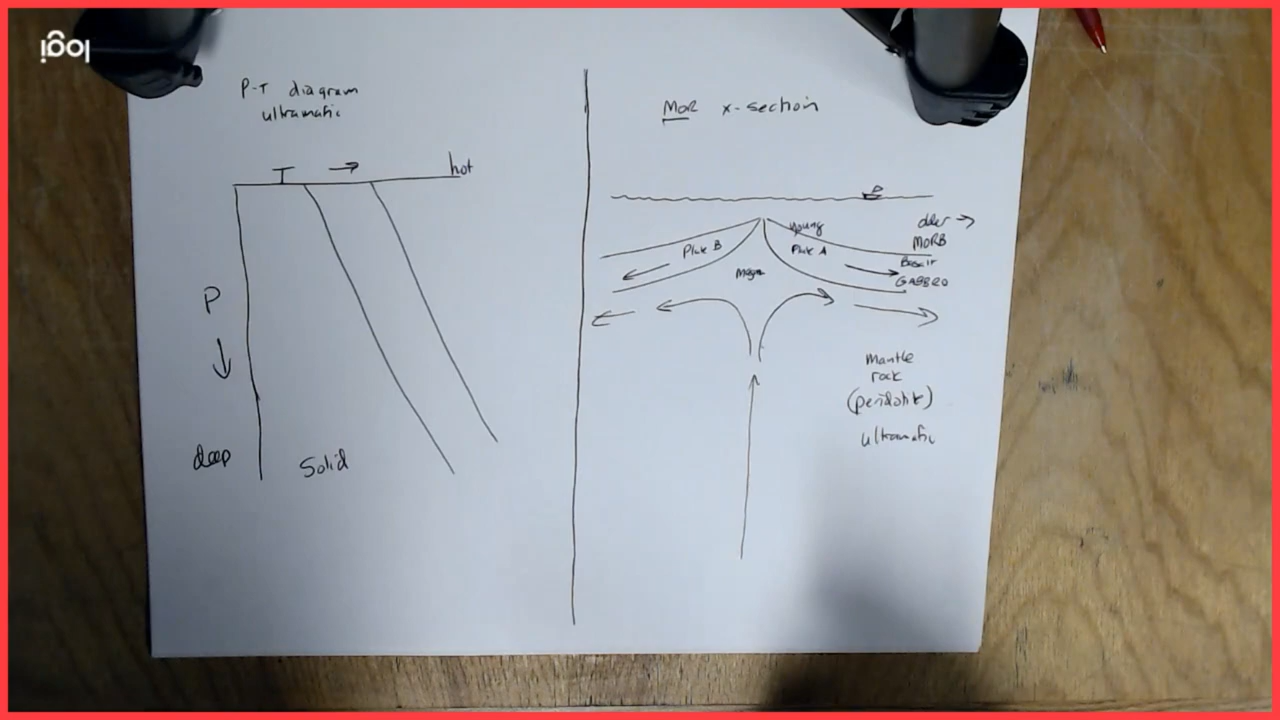 logi
P-T diagram
ultramafic
T → hot
P
↓
deep
Solid
MOR x-section
older →
young
MORB
Plate B
Plate A
Basalt
Magma
GABBRO
Mantle
rock
(peridotite)
ultramafic